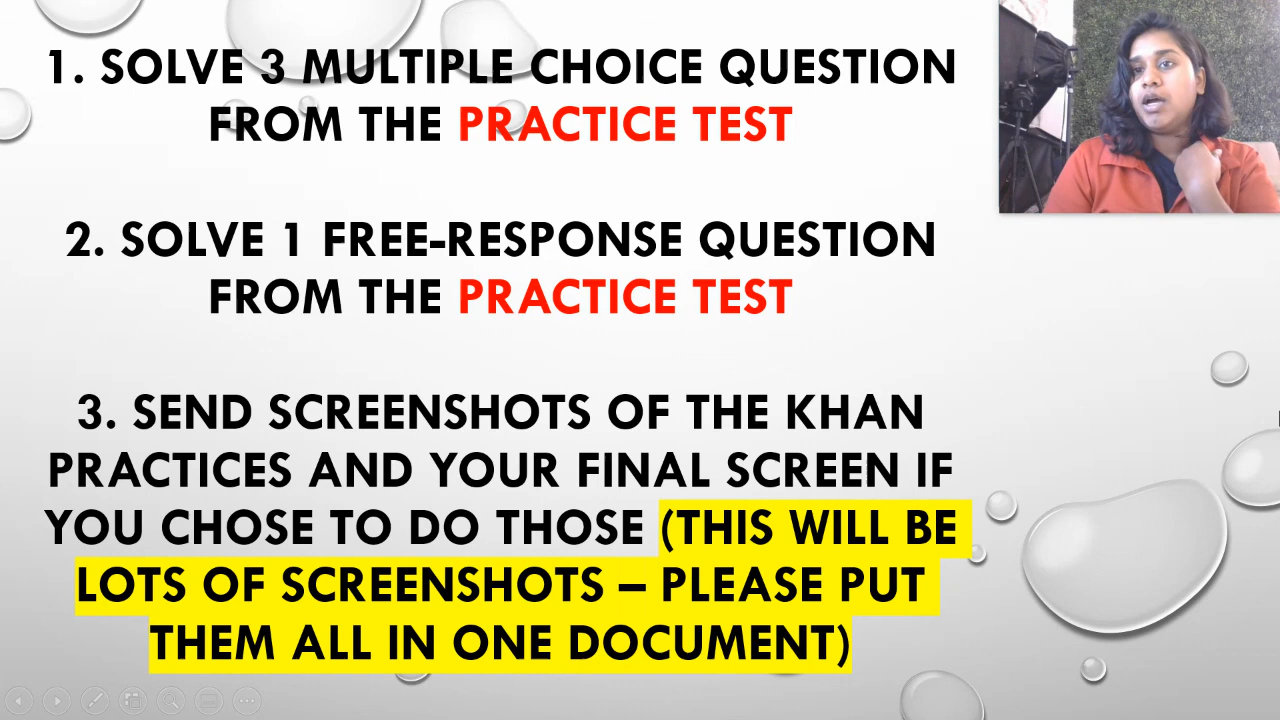 1. SOLVE 3 MULTIPLE CHOICE QUESTION
FROM THE PRACTICE TEST
2. SOLVE 1 FREE-RESPONSE QUESTION
FROM THE PRACTICE TEST
3. SEND SCREENSHOTS OF THE KHAN
PRACTICES AND YOUR FINAL SCREEN IF
YOU CHOSE TO DO THOSE (THIS WILL BE
LOTS OF SCREENSHOTS – PLEASE PUT
THEM ALL IN ONE DOCUMENT)